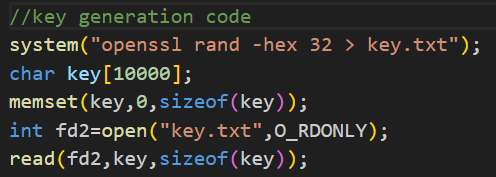 //key generation code
system("openssl rand -hex 32 > key.txt");
char key[10000];
memset(key,0,sizeof(key));
int fd2=open("key.txt",O_RDONLY);
read(fd2,key,sizeof(key));